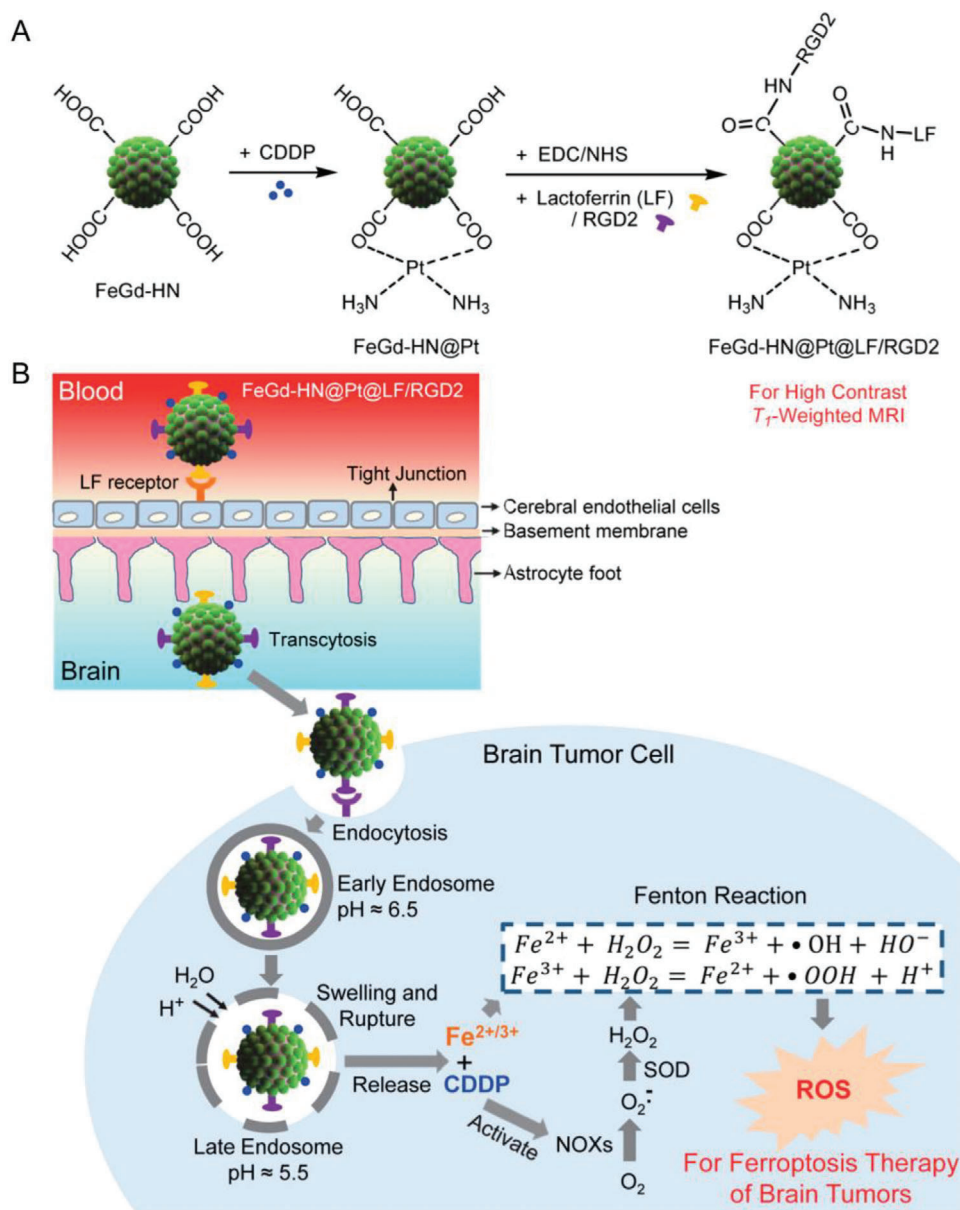 A
HOOC
COOH
HOOC
COOH
FeGd-HN
+ CDDP
HOOC
COOH
OOC
COO
Pt
H₃N
NH₃
FeGd-HN@Pt
+ EDC/NHS
+ Lactoferrin (LF)
/ RGD2
RGD2
HN
O
C
O
C
N
H
LF
OOC
COO
Pt
H₃N
NH₃
FeGd-HN@Pt@LF/RGD2
For High Contrast
T₁-Weighted MRI
B
Blood
FeGd-HN@Pt@LF/RGD2
LF receptor
Tight Junction
Cerebral endothelial cells
Basement membrane
Astrocyte foot
Transcytosis
Brain
Brain Tumor Cell
Endocytosis
Early Endosome
pH ≈ 6.5
H₂O
H⁺
Swelling and
Rupture
Release
Late Endosome
pH ≈ 5.5
Fe²⁺/³⁺
+
CDDP
Activate
NOXs
Fenton Reaction
Fe²⁺ + H₂O₂ = Fe³⁺ + • OH + HO⁻
Fe³⁺ + H₂O₂ = Fe²⁺ + • OOH + H⁺
H₂O₂
SOD
O₂⁻̇
O₂
ROS
For Ferroptosis Therapy
of Brain Tumors